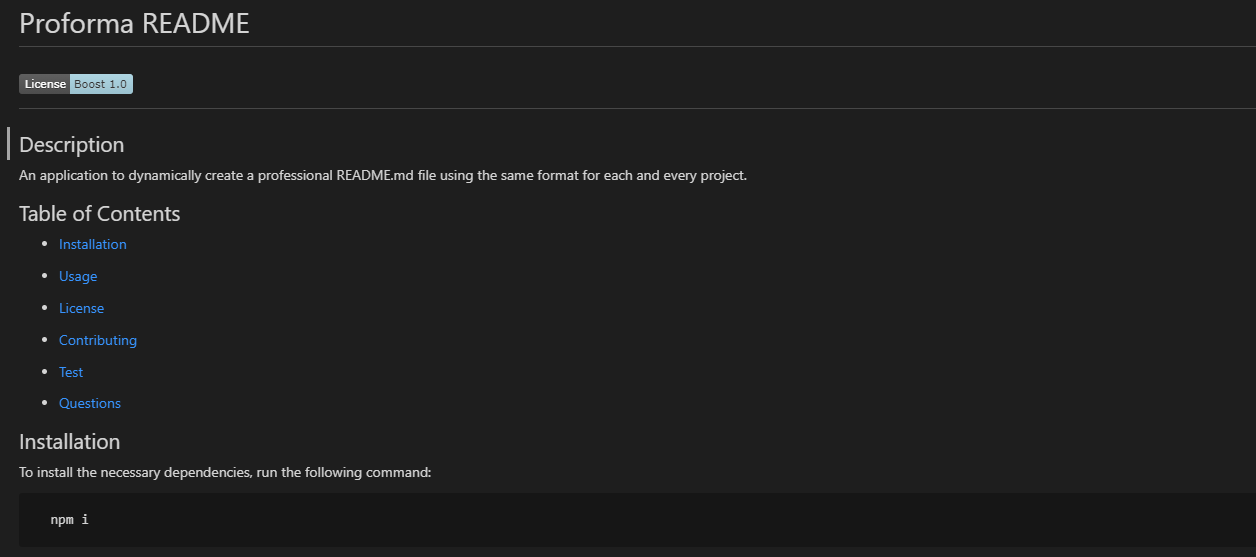 Proforma README
License Boost 1.0
Description
An application to dynamically create a professional README.md file using the same format for each and every project.
Table of Contents
Installation
Usage
License
Contributing
Test
Questions
Installation
To install the necessary dependencies, run the following command:
npm i